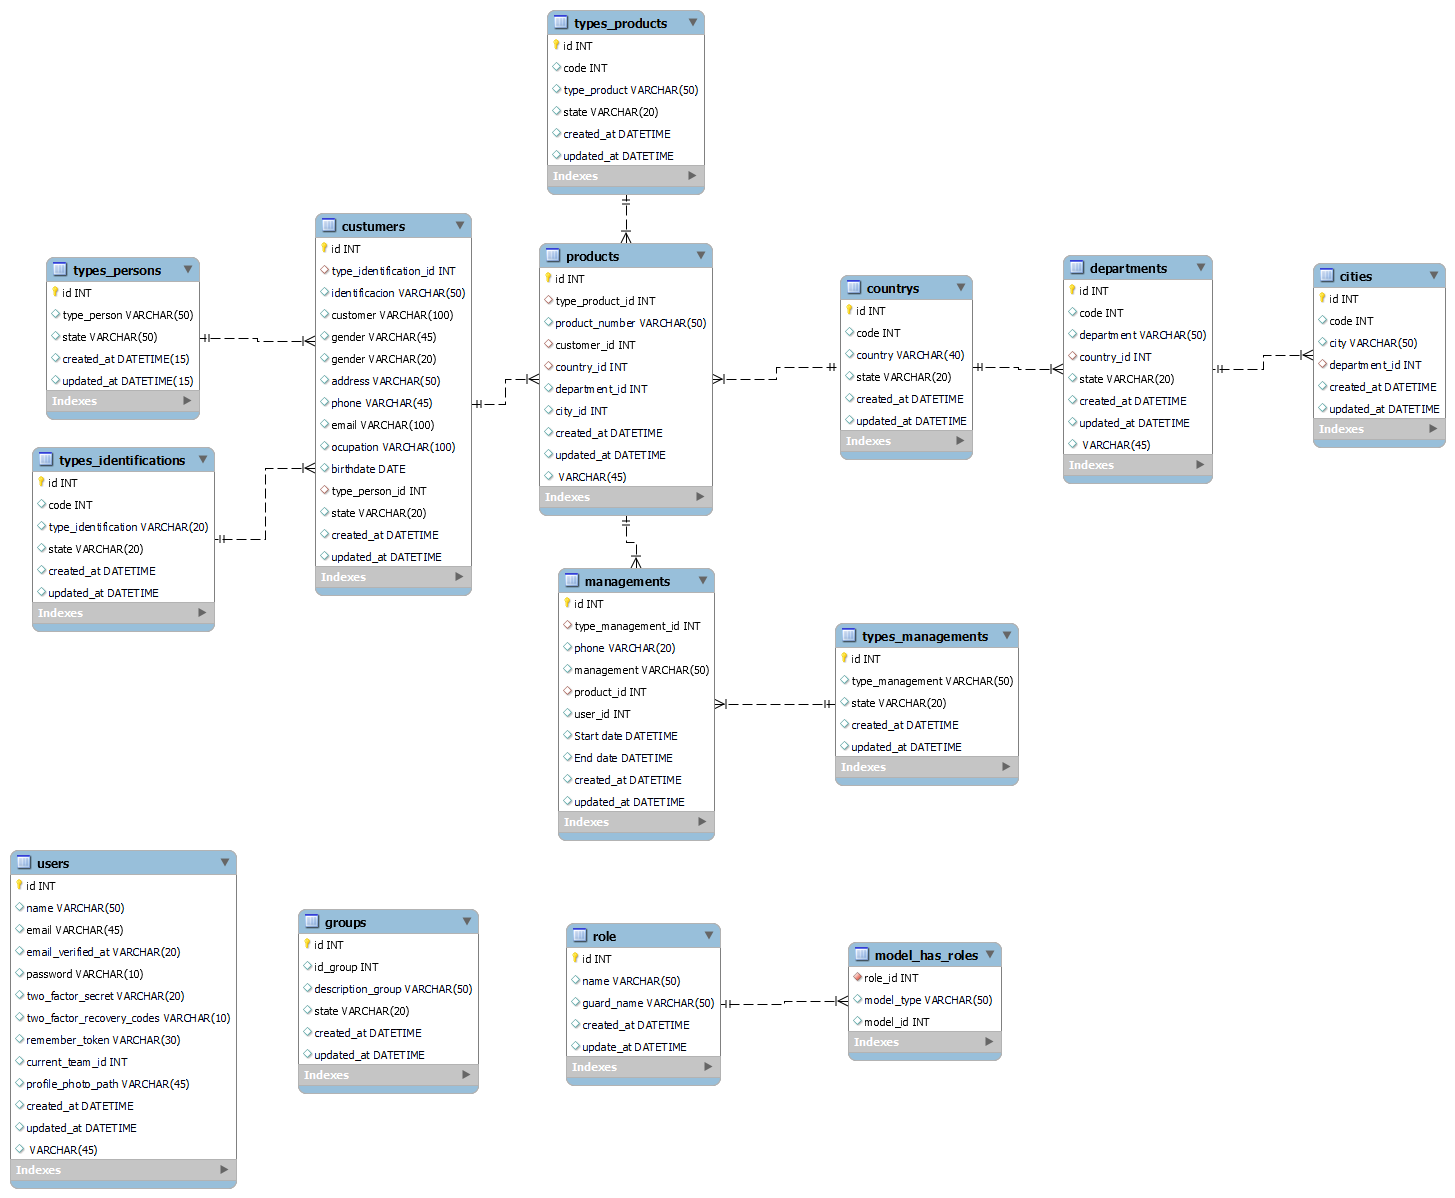 types_products
id INT
code INT
type_product VARCHAR(50)
state VARCHAR(20)
created_at DATETIME
updated_at DATETIME
Indexes
types_persons
id INT
type_person VARCHAR(50)
state VARCHAR(50)
created_at DATETIME(15)
updated_at DATETIME(15)
Indexes
types_identifications
id INT
code INT
type_identification VARCHAR(20)
state VARCHAR(20)
created_at DATETIME
updated_at DATETIME
Indexes
custumers
id INT
type_identification_id INT
identificacion VARCHAR(50)
customer VARCHAR(100)
gender VARCHAR(45)
gender VARCHAR(20)
address VARCHAR(50)
phone VARCHAR(45)
email VARCHAR(100)
ocupation VARCHAR(100)
birthdate DATE
type_person_id INT
state VARCHAR(20)
created_at DATETIME
updated_at DATETIME
Indexes
products
id INT
type_product_id INT
product_number VARCHAR(50)
customer_id INT
country_id INT
department_id INT
city_id INT
created_at DATETIME
updated_at DATETIME
VARCHAR(45)
Indexes
countrys
id INT
code INT
country VARCHAR(40)
state VARCHAR(20)
created_at DATETIME
updated_at DATETIME
Indexes
departments
id INT
code INT
department VARCHAR(50)
country_id INT
state VARCHAR(20)
created_at DATETIME
updated_at DATETIME
VARCHAR(45)
Indexes
cities
id INT
code INT
city VARCHAR(50)
department_id INT
created_at DATETIME
updated_at DATETIME
Indexes
managements
id INT
type_management_id INT
phone VARCHAR(20)
management VARCHAR(50)
product_id INT
user_id INT
Start date DATETIME
End date DATETIME
created_at DATETIME
updated_at DATETIME
Indexes
types_managements
id INT
type_management VARCHAR(50)
state VARCHAR(20)
created_at DATETIME
updated_at DATETIME
Indexes
users
id INT
name VARCHAR(50)
email VARCHAR(45)
email_verified_at VARCHAR(20)
password VARCHAR(10)
two_factor_secret VARCHAR(20)
two_factor_recovery_codes VARCHAR(10)
remember_token VARCHAR(30)
current_team_id INT
profile_photo_path VARCHAR(45)
created_at DATETIME
updated_at DATETIME
VARCHAR(45)
Indexes
groups
id INT
id_group INT
description_group VARCHAR(50)
state VARCHAR(20)
created_at DATETIME
updated_at DATETIME
Indexes
role
id INT
name VARCHAR(50)
guard_name VARCHAR(50)
created_at DATETIME
update_at DATETIME
Indexes
model_has_roles
role_id INT
model_type VARCHAR(50)
model_id INT
Indexes